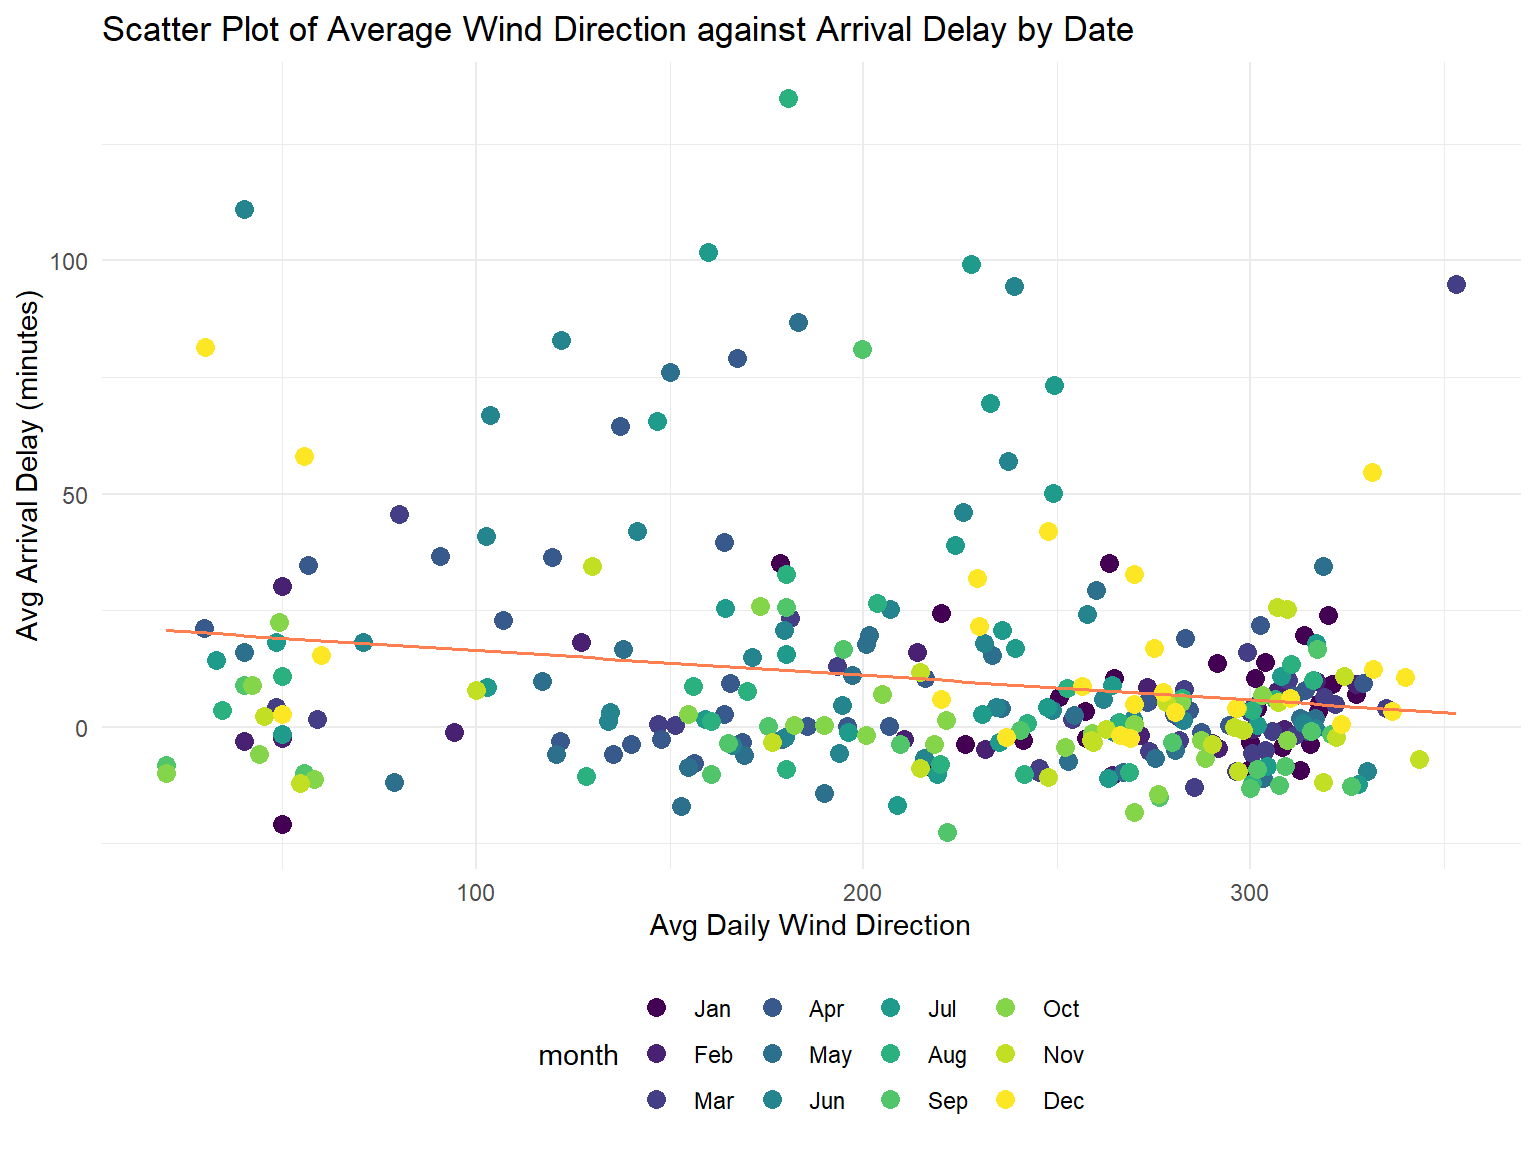 Scatter Plot of Average Wind Direction against Arrival Delay by Date
Avg Arrival Delay (minutes)
100
50
0
100 200 300
Avg Daily Wind Direction
month
Jan Apr Jul Oct
Feb May Aug Nov
Mar Jun Sep Dec